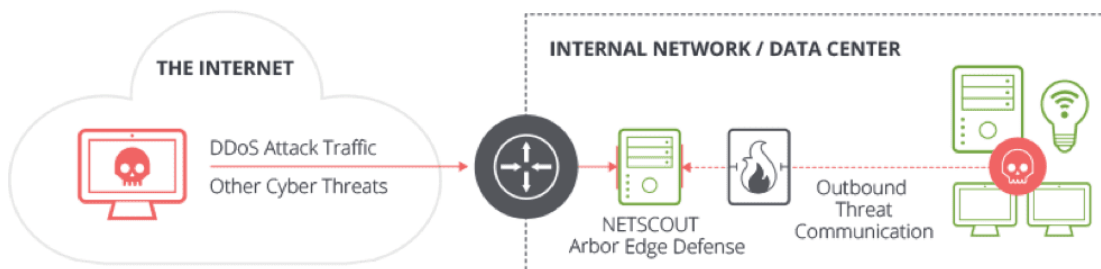 THE INTERNET
DDoS Attack Traffic
Other Cyber Threats
INTERNAL NETWORK / DATA CENTER
NETSCOUT
Arbor Edge Defense
Outbound
Threat
Communication